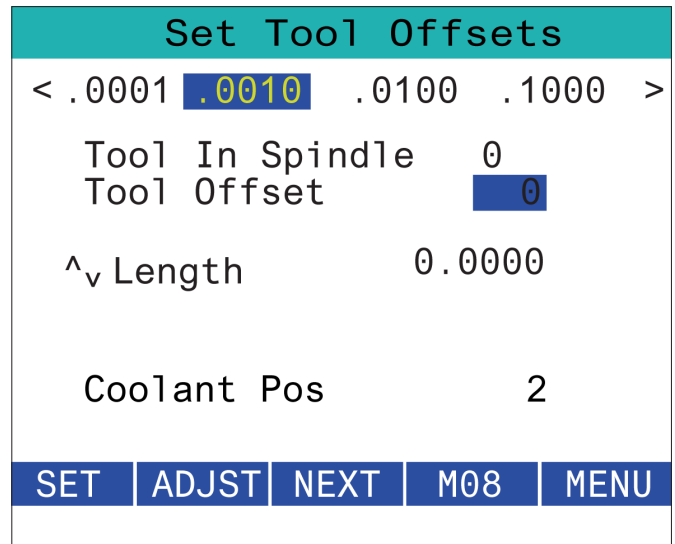 Set Tool Offsets
< .0001 .0010 .0100 .1000 >
Tool In Spindle 0
Tool Offset 0
^v Length 0.0000
Coolant Pos 2
SET ADJST NEXT M08 MENU